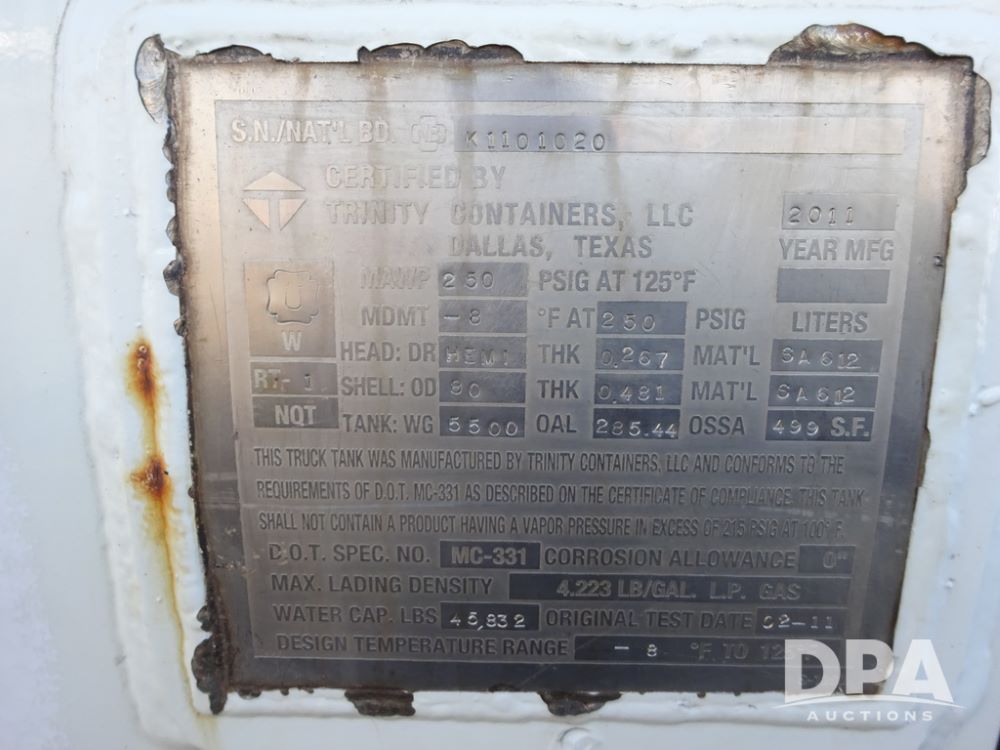 S.N./NAT'L BD. NB K1101020
CERTIFIED BY
TRINITY CONTAINERS, LLC 2011
DALLAS, TEXAS YEAR MFG
MAWP 250 PSIG AT 125°F
U MDMT -8 °F AT 250 PSIG LITERS
W HEAD: DR HEMI THK 0.267 MAT'L SA612
RT-1 SHELL: OD 80 THK 0.481 MAT'L SA612
NQT TANK: WG 5500 OAL 285.44 OSSA 499 S.F.
THIS TRUCK TANK WAS MANUFACTURED BY TRINITY CONTAINERS, LLC AND CONFORMS TO THE
REQUIREMENTS OF D.O.T. MC-331 AS DESCRIBED ON THE CERTIFICATE OF COMPLIANCE. THIS TANK
SHALL NOT CONTAIN A PRODUCT HAVING A VAPOR PRESSURE IN EXCESS OF 215 PSIG AT 100°F.
D.O.T. SPEC. NO. MC-331 CORROSION ALLOWANCE 0"
MAX. LADING DENSITY 4.223 LB/GAL. L.P. GAS
WATER CAP. LBS 45,832 ORIGINAL TEST DATE 02-11
DESIGN TEMPERATURE RANGE -8 °F TO 12
DPA
AUCTIONS